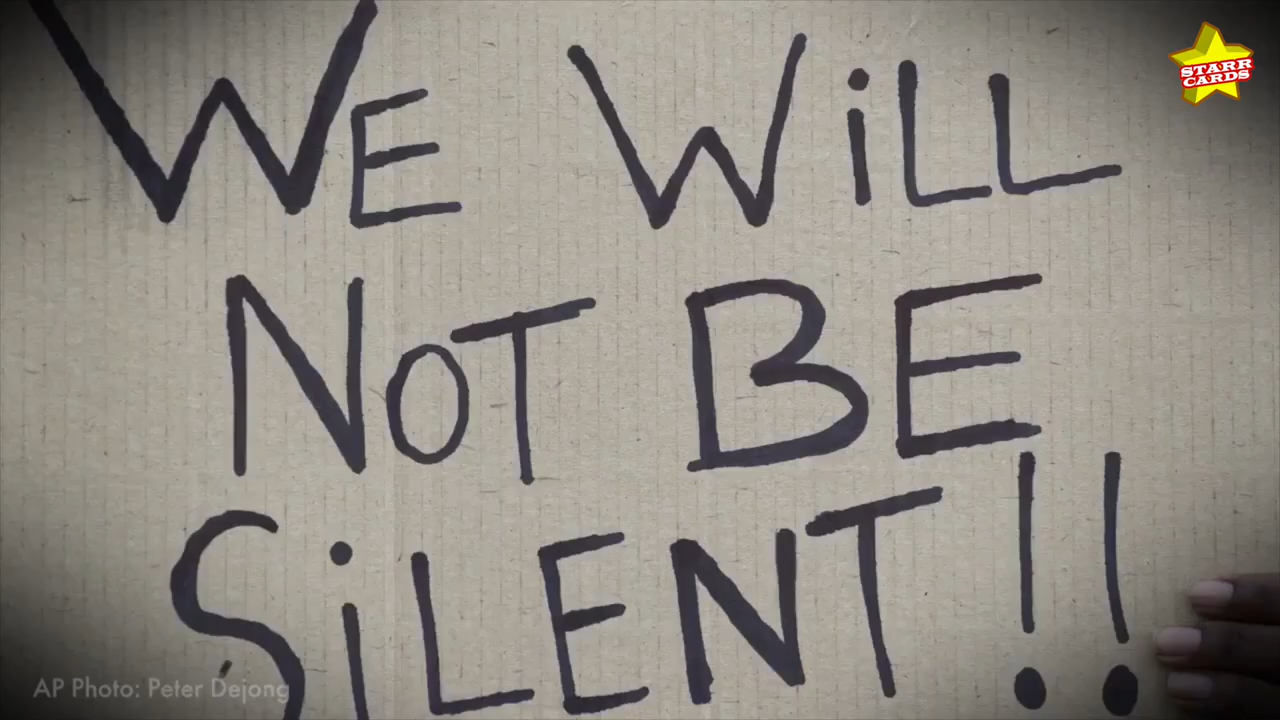 WE WiLL
NOT BE
SiLENT!!
STARR
CARDS
AP Photo: Peter Dejong